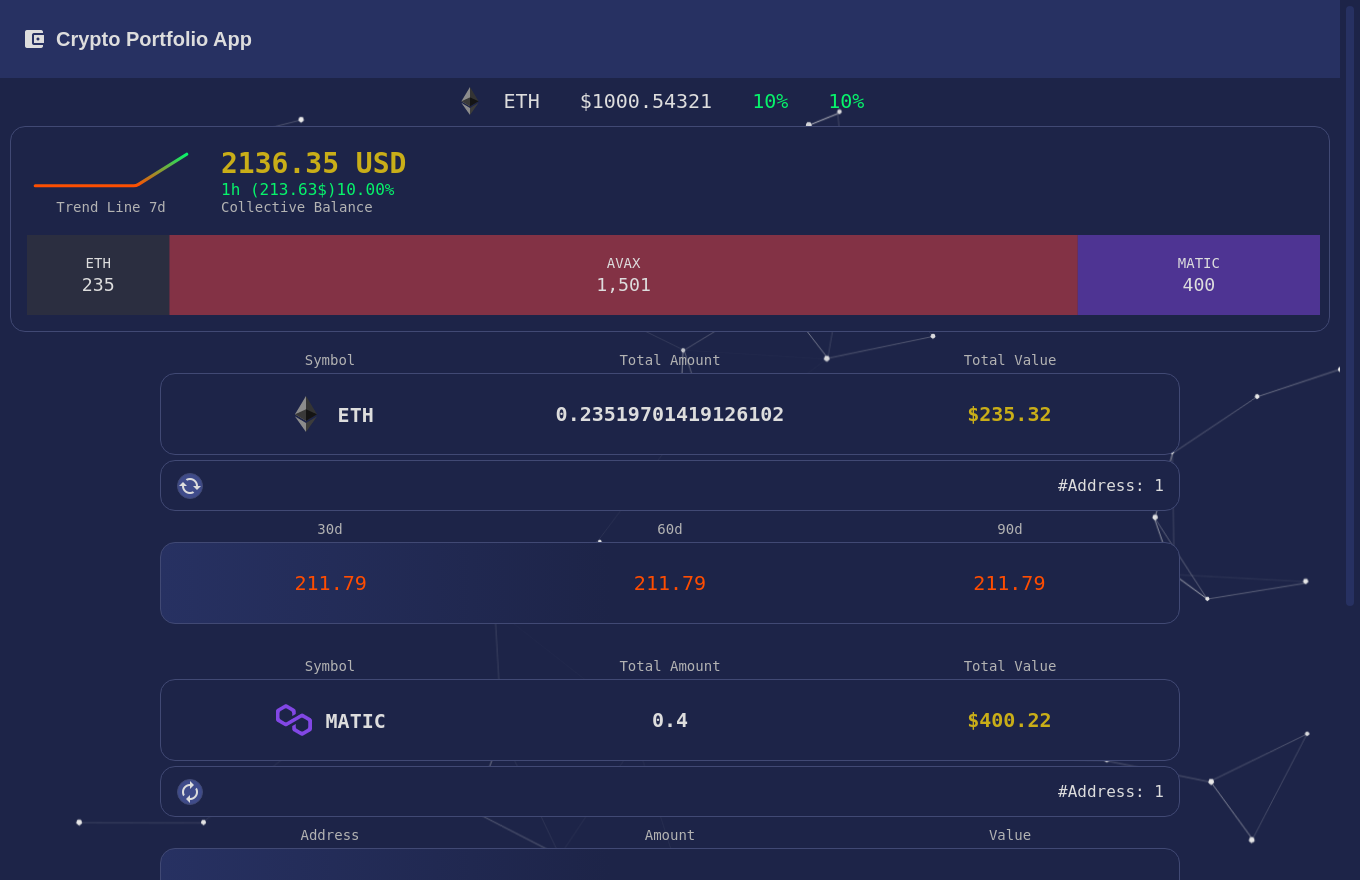 Crypto Portfolio App
ETH $1000.54321 10% 10%
2136.35 USD
1h (213.63$)10.00%
Trend Line 7d Collective Balance
ETH AVAX MATIC
235 1,501 400
Symbol Total Amount Total Value
ETH 0.23519701419126102 $235.32
#Address: 1
30d 60d 90d
211.79 211.79 211.79
Symbol Total Amount Total Value
MATIC 0.4 $400.22
#Address: 1
Address Amount Value